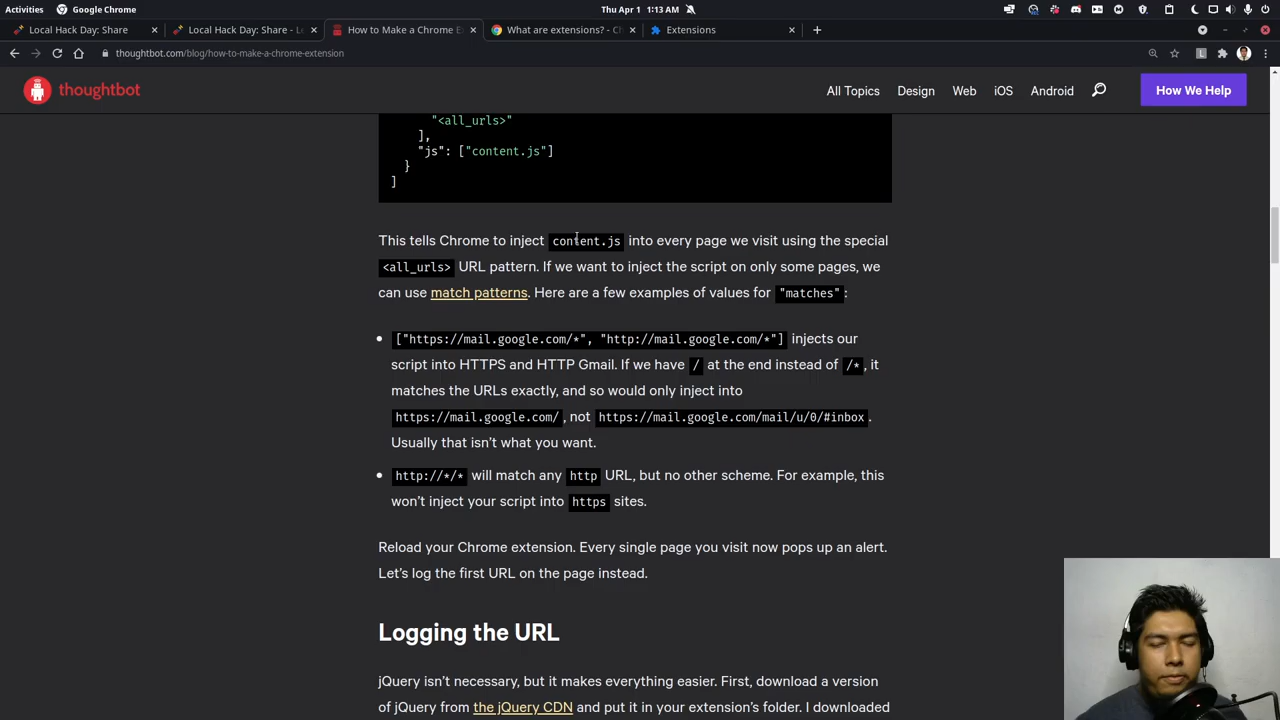 Activities
Google Chrome
Thu Apr 1 1:13 AM
Local Hack Day: Share
Local Hack Day: Share - Le
How to Make a Chrome E
What are extensions? - Ch
Extensions
thoughtbot.com/blog/how-to-make-a-chrome-extension
thoughtbot
All Topics
Design
Web
iOS
Android
How We Help
"<all_urls>"
],
"js": ["content.js"]
}
]
This tells Chrome to inject content.js into every page we visit using the special
<all_urls> URL pattern. If we want to inject the script on only some pages, we
can use match patterns. Here are a few examples of values for "matches":
["https://mail.google.com/*", "http://mail.google.com/*"] injects our
script into HTTPS and HTTP Gmail. If we have / at the end instead of /*, it
matches the URLs exactly, and so would only inject into
https://mail.google.com/, not https://mail.google.com/mail/u/0/#inbox.
Usually that isn't what you want.
http://*/* will match any http URL, but no other scheme. For example, this
won't inject your script into https sites.
Reload your Chrome extension. Every single page you visit now pops up an alert.
Let's log the first URL on the page instead.
Logging the URL
jQuery isn't necessary, but it makes everything easier. First, download a version
of jQuery from the jQuery CDN and put it in your extension's folder. I downloaded